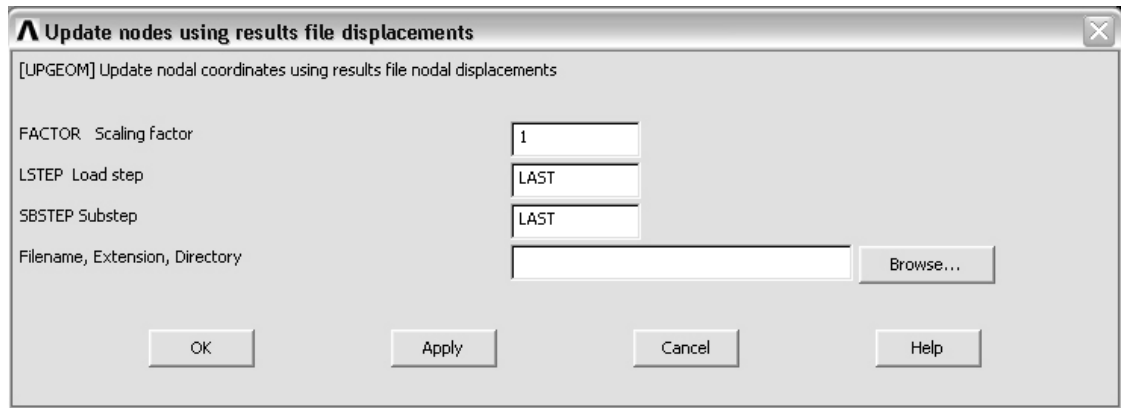 Update nodes using results file displacements
[UPGEOM] Update nodal coordinates using results file nodal displacements
FACTOR Scaling factor 1
LSTEP Load step LAST
SBSTEP Substep LAST
Filename, Extension, Directory Browse...
OK Apply Cancel Help